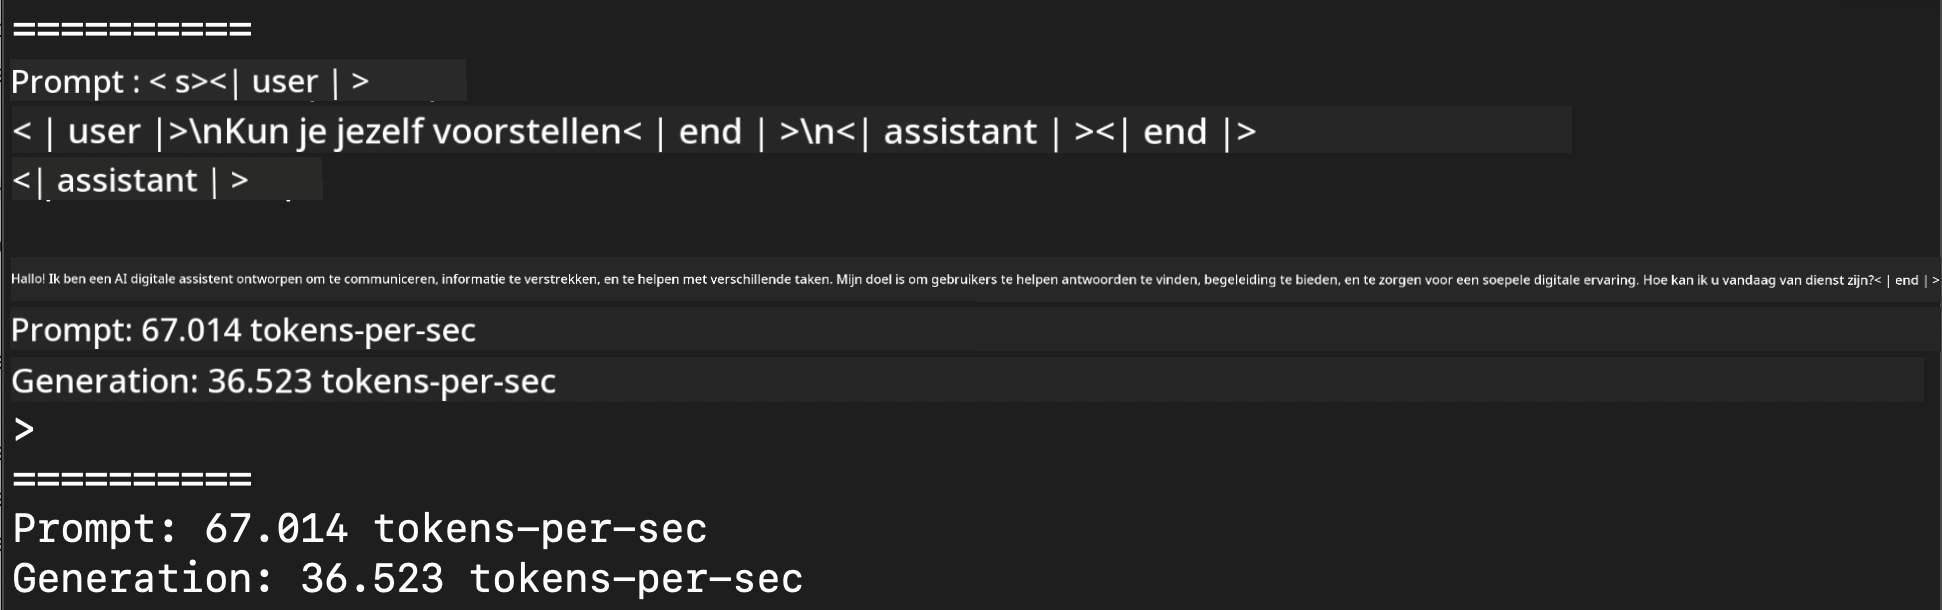 ==========
Prompt : < s><| user | >
< | user |>\nKun je jezelf voorstellen< | end | >\n<| assistant | ><| end |>
<| assistant | >
Hallo! Ik ben een AI digitale assistent ontworpen om te communiceren, informatie te verstrekken, en te helpen met verschillende taken. Mijn doel is om gebruikers te helpen antwoorden te vinden, begeleiding te bieden, en te zorgen voor een soepele digitale ervaring. Hoe kan ik u vandaag van dienst zijn?< | end | >
Prompt: 67.014 tokens-per-sec
Generation: 36.523 tokens-per-sec
>
==========
Prompt: 67.014 tokens-per-sec
Generation: 36.523 tokens-per-sec